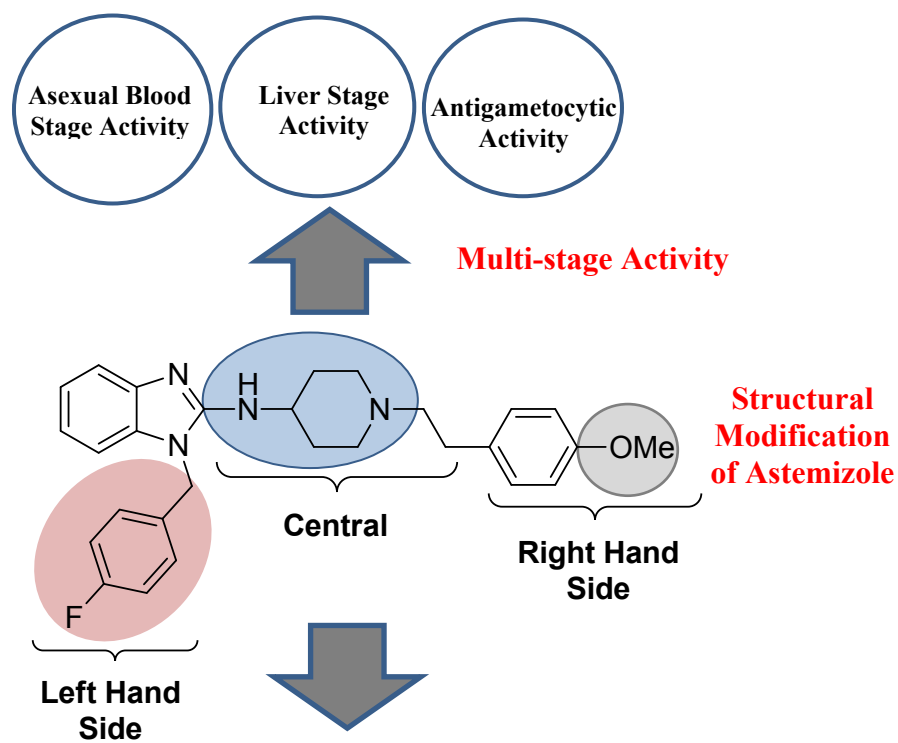 Asexual Blood
Stage Activity
Liver Stage
Activity
Antigametocytic
Activity
Multi-stage Activity
N
H
N
N
N
OMe
F
Structural
Modification
of Astemizole
Central
Right Hand
Side
Left Hand
Side